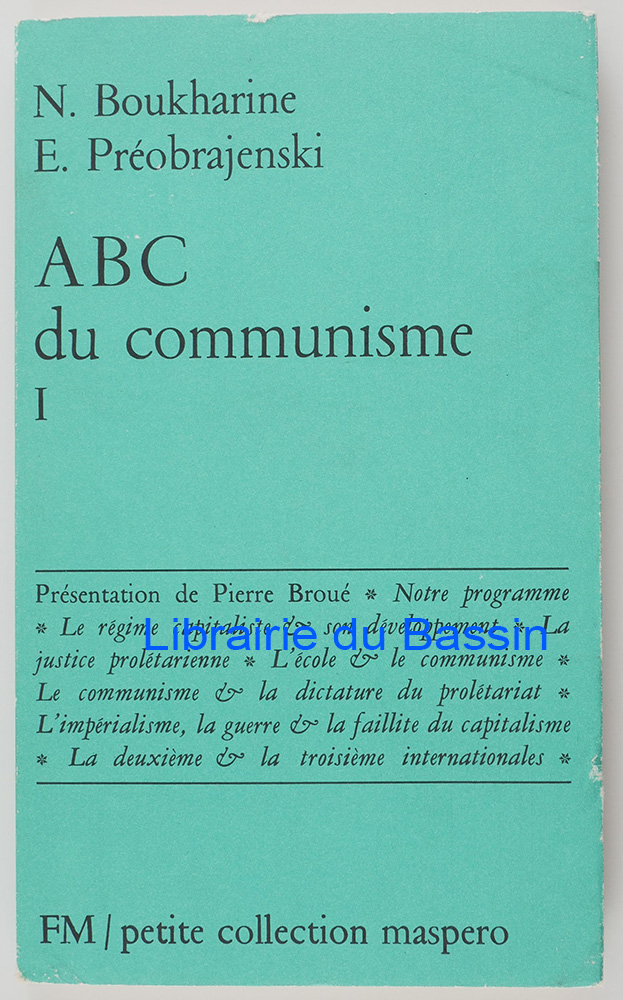 N. Boukharine
E. Préobrajenski
ABC
du communisme
I
Présentation de Pierre Broué * Notre programme
* Le régime capitaliste & son développement * La
Librairie du Bassin
justice prolétarienne * L'école & le communisme *
Le communisme & la dictature du prolétariat *
L'impérialisme, la guerre & la faillite du capitalisme
* La deuxième & la troisième internationales *
FM / petite collection maspero